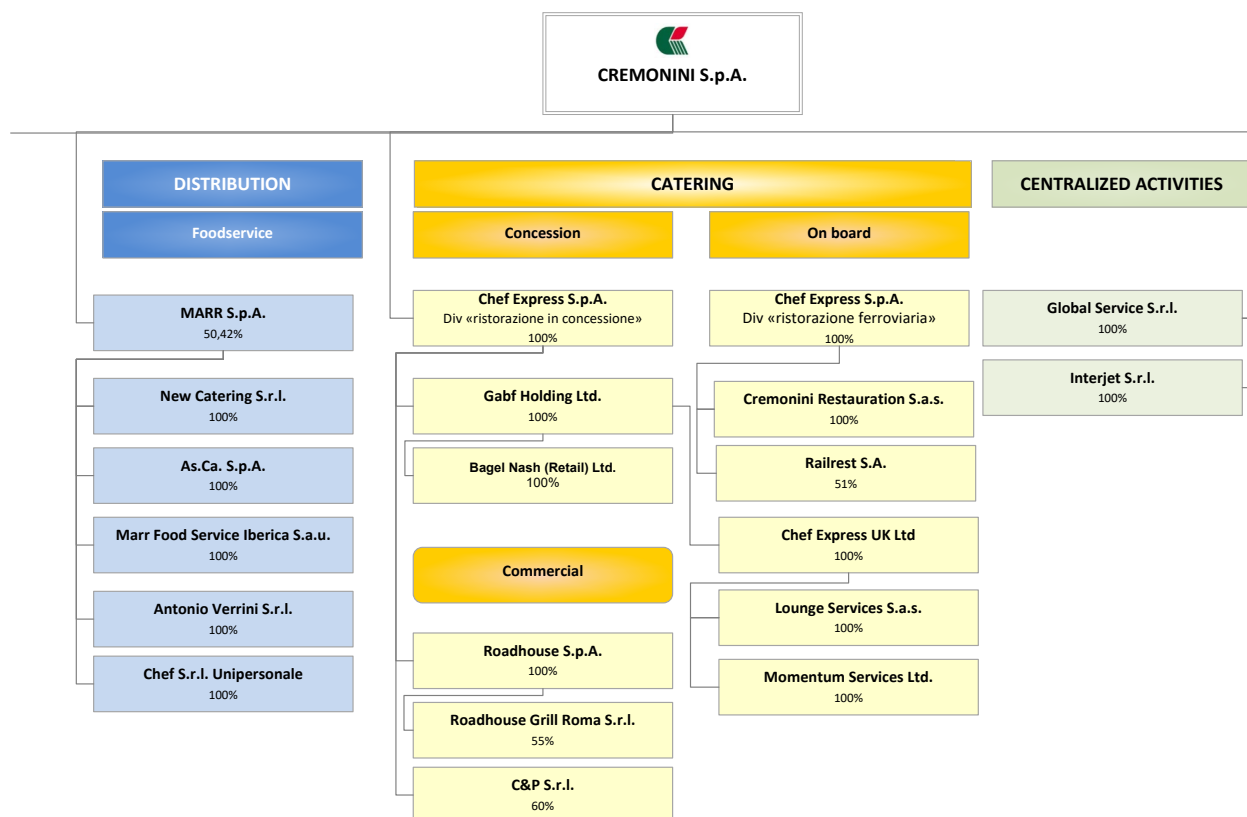 CREMONINI S.p.A.
DISTRIBUTION
Foodservice
MARR S.p.A.
50,42%
New Catering S.r.l.
100%
As.Ca. S.p.A.
100%
Marr Food Service Iberica S.a.u.
100%
Antonio Verrini S.r.l.
100%
Chef S.r.l. Unipersonale
100%
CATERING
Concession
Chef Express S.p.A.
Div «ristorazione in concessione»
100%
Gabf Holding Ltd.
100%
Bagel Nash (Retail) Ltd.
100%
Commercial
Roadhouse S.p.A.
100%
Roadhouse Grill Roma S.r.l.
55%
C&P S.r.l.
60%
On board
Chef Express S.p.A.
Div «ristorazione ferroviaria»
100%
Cremonini Restauration S.a.s.
100%
Railrest S.A.
51%
Chef Express UK Ltd
100%
Lounge Services S.a.s.
100%
Momentum Services Ltd.
100%
CENTRALIZED ACTIVITIES
Global Service S.r.l.
100%
Interjet S.r.l.
100%